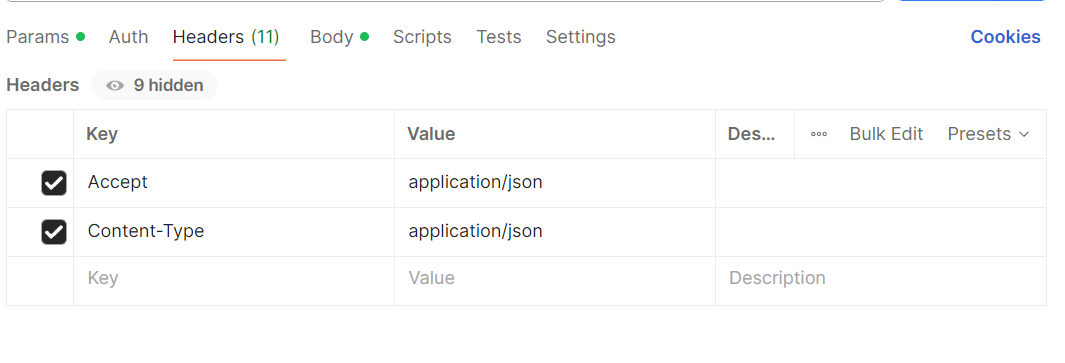 Params Auth Headers (11) Body Scripts Tests Settings Cookies
Headers 9 hidden
Key Value Des... Bulk Edit Presets
Accept application/json
Content-Type application/json
Key Value Description